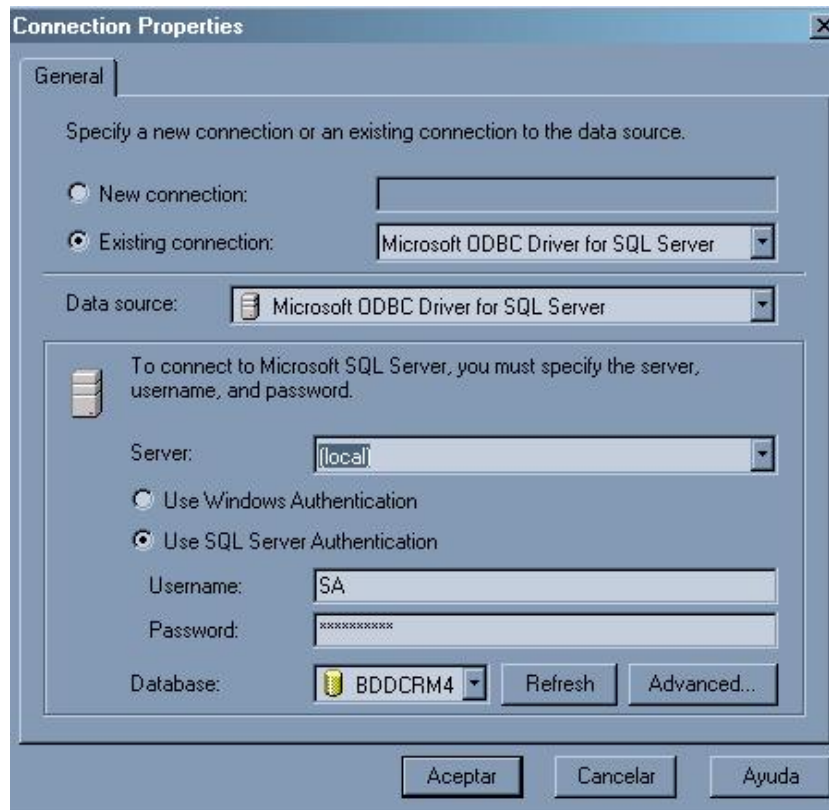 Connection Properties
General
Specify a new connection or an existing connection to the data source.
New connection:
Existing connection: Microsoft ODBC Driver for SQL Server
Data source: Microsoft ODBC Driver for SQL Server
To connect to Microsoft SQL Server, you must specify the server,
username, and password.
Server: (local)
Use Windows Authentication
Use SQL Server Authentication
Username: SA
Password: **********
Database: BDDCRM4 Refresh Advanced...
Aceptar Cancelar Ayuda